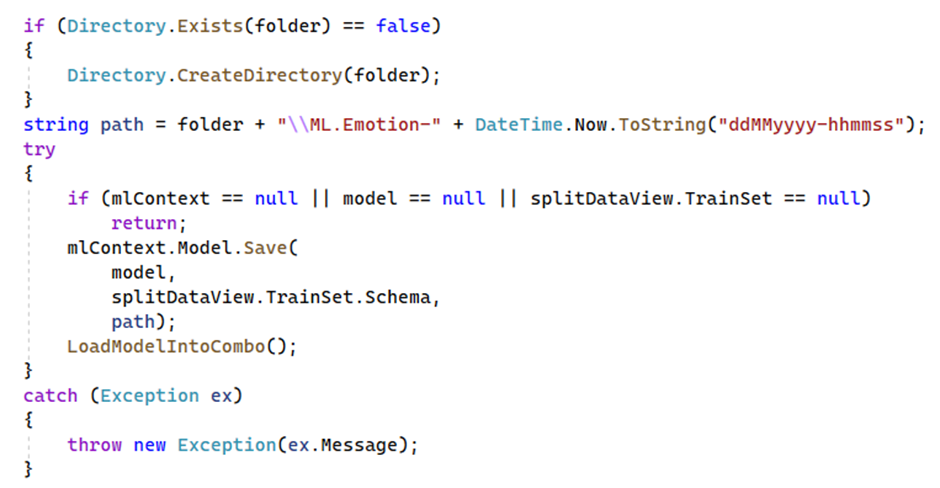 if (Directory.Exists(folder) == false)
{
    Directory.CreateDirectory(folder);
}
string path = folder + "\\ML.Emotion-" + DateTime.Now.ToString("ddMMyyyy-hhmmss");
try
{
    if (mlContext == null || model == null || splitDataView.TrainSet == null)
        return;
    mlContext.Model.Save(
        model,
        splitDataView.TrainSet.Schema,
        path);
    LoadModelIntoCombo();
}
catch (Exception ex)
{
    throw new Exception(ex.Message);
}